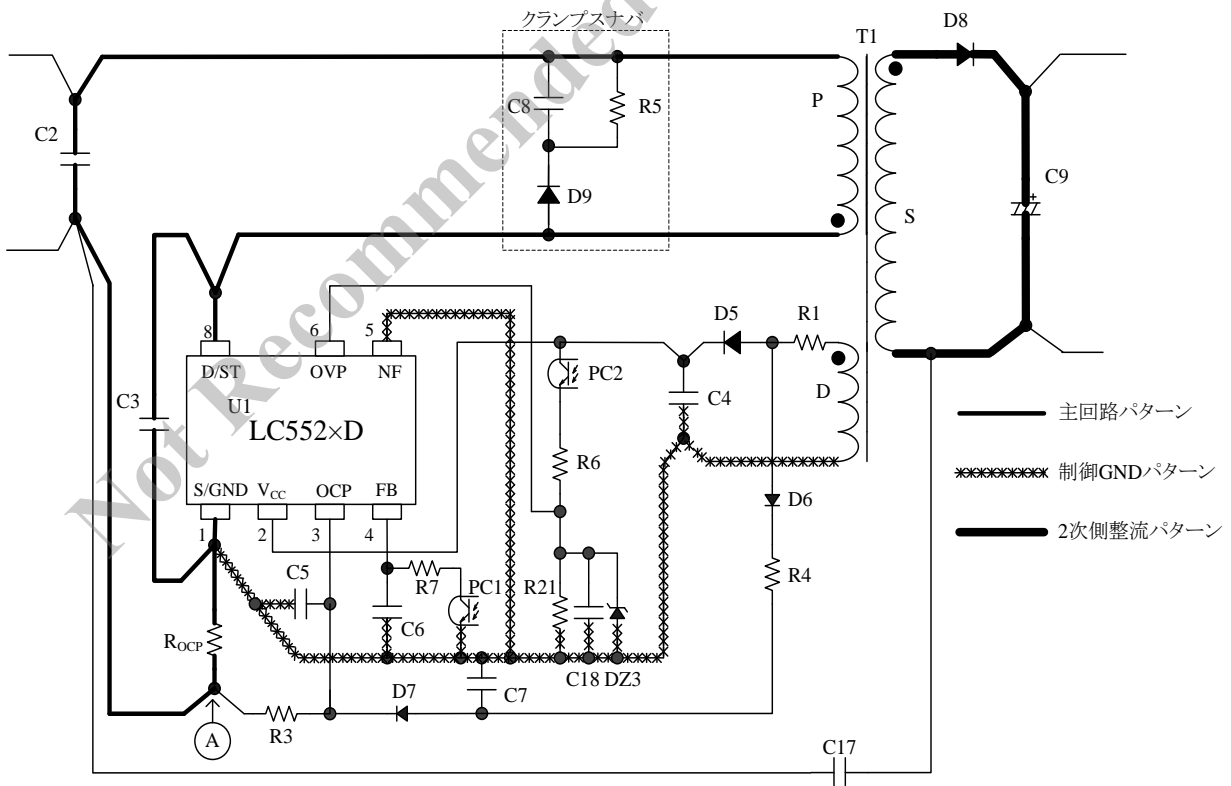 クランプスナバ
D8
T1
P
C8
R5
C2
D9
S
C9
+
Not Recommended
8
6
5
D5
R1
D/ST
OVP
NF
PC2
C4
D
C3
U1
LC552×D
主回路パターン
R6
制御GNDパターン
S/GND
VCC
OCP
FB
D6
2次側整流パターン
1
2
3
4
C5
R7
PC1
R21
R4
ROCP
C6
C18
DZ3
C7
D7
R3
A
C17